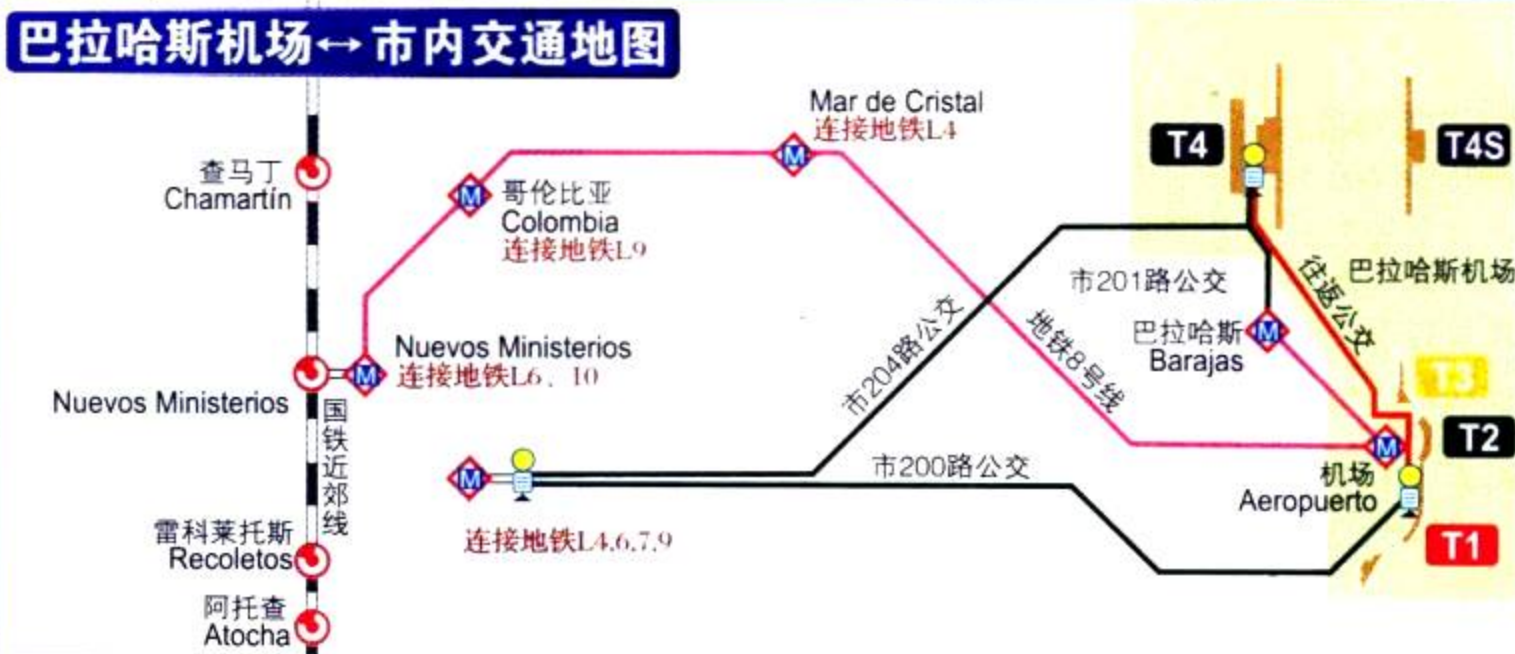 巴拉哈斯机场↔市内交通地图
Mar de Cristal
连接地铁L4
T4
T4S
查马丁
Chamartín
哥伦比亚
Colombia
连接地铁L9
市201路公交
往返公交
巴拉哈斯机场
市204路公交
地铁8号线
巴拉哈斯
Barajas
Nuevos Ministerios
连接地铁L6、10
T3
Nuevos Ministerios
国铁近郊线
T2
市200路公交
机场
Aeropuerto
雷科莱托斯
Recoletos
连接地铁L4,6,7,9
T1
阿托查
Atocha
M
M
M
M
M
M